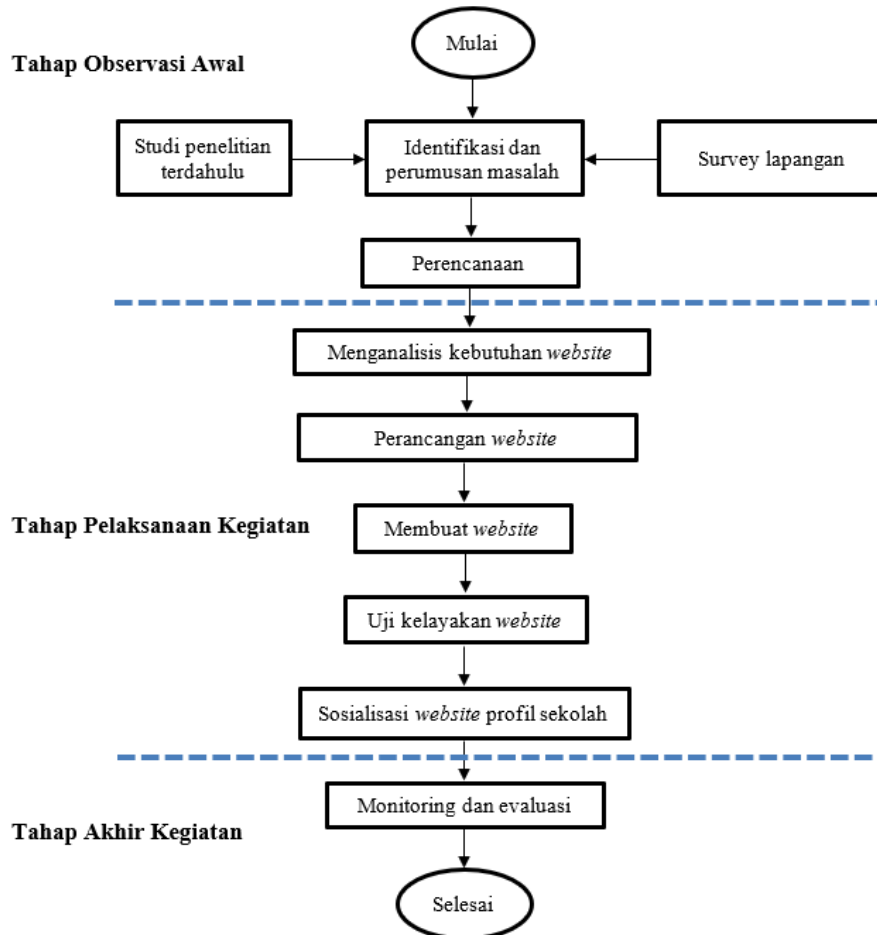 Mulai
Tahap Observasi Awal
Studi penelitian
terdahulu
Identifikasi dan
perumusan masalah
Survey lapangan
Perencanaan
Menganalisis kebutuhan website
Perancangan website
Tahap Pelaksanaan Kegiatan
Membuat website
Uji kelayakan website
Sosialisasi website profil sekolah
Monitoring dan evaluasi
Tahap Akhir Kegiatan
Selesai